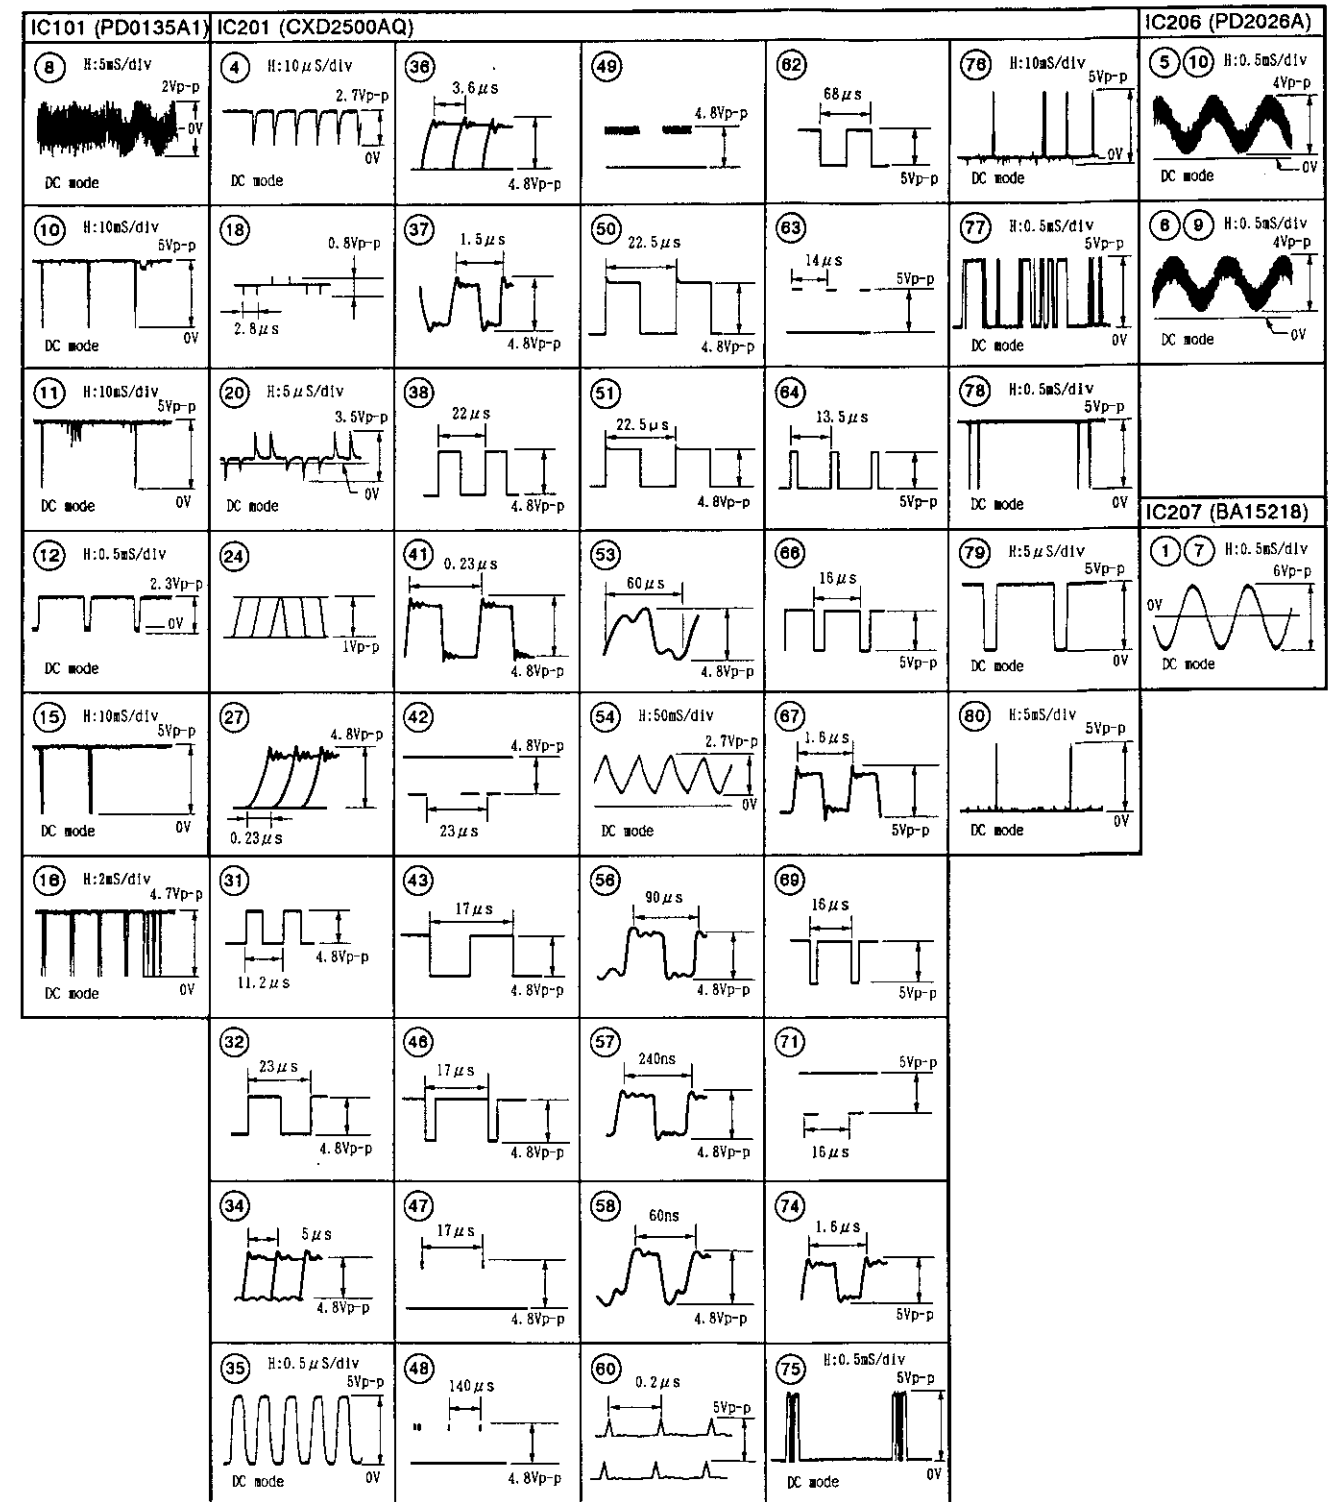 IC101 (PD0135A1)
8 H:5mS/div
2Vp-p
0V
DC mode
10 H:10mS/div
5Vp-p
0V
DC mode
11 H:10mS/div
5Vp-p
0V
DC mode
12 H:0.5mS/div
2.3Vp-p
0V
DC mode
15 H:10mS/div
5Vp-p
0V
DC mode
16 H:2mS/div
4.7Vp-p
0V
DC mode
IC201 (CXD2500AQ)
4 H:10μS/div
2.7Vp-p
0V
DC mode
18
0.8Vp-p
2.8μs
20 H:5μS/div
3.5Vp-p
0V
DC mode
24
1Vp-p
27
4.8Vp-p
0.23μs
31
4.8Vp-p
11.2μs
32
23μs
4.8Vp-p
34
5μs
4.8Vp-p
35 H:0.5μS/div
5Vp-p
0V
DC mode
36
3.6μs
4.8Vp-p
37
1.5μs
4.8Vp-p
38
22μs
4.8Vp-p
41
0.23μs
4.8Vp-p
42
4.8Vp-p
23μs
43
17μs
4.8Vp-p
46
17μs
4.8Vp-p
47
17μs
4.8Vp-p
48
140μs
4.8Vp-p
49
4.8Vp-p
50
22.5μs
4.8Vp-p
51
22.5μs
4.8Vp-p
53
60μs
4.8Vp-p
54 H:50mS/div
2.7Vp-p
0V
DC mode
56
90μs
4.8Vp-p
57
240ns
4.8Vp-p
58
60ns
4.8Vp-p
60
0.2μs
5Vp-p
62
68μs
5Vp-p
63
14μs
5Vp-p
64
13.5μs
5Vp-p
66
16μs
5Vp-p
67
1.6μs
5Vp-p
69
16μs
5Vp-p
71
5Vp-p
16μs
74
1.6μs
5Vp-p
75 H:0.5mS/div
5Vp-p
0V
DC mode
76 H:10mS/div
5Vp-p
0V
DC mode
77 H:0.5mS/div
5Vp-p
0V
DC mode
78 H:0.5mS/div
5Vp-p
0V
DC mode
79 H:5μS/div
5Vp-p
0V
DC mode
80 H:5mS/div
5Vp-p
0V
DC mode
IC206 (PD2026A)
5 10 H:0.5mS/div
4Vp-p
0V
DC mode
6 9 H:0.5mS/div
4Vp-p
0V
DC mode
IC207 (BA15218)
1 7 H:0.5mS/div
6Vp-p
0V
DC mode